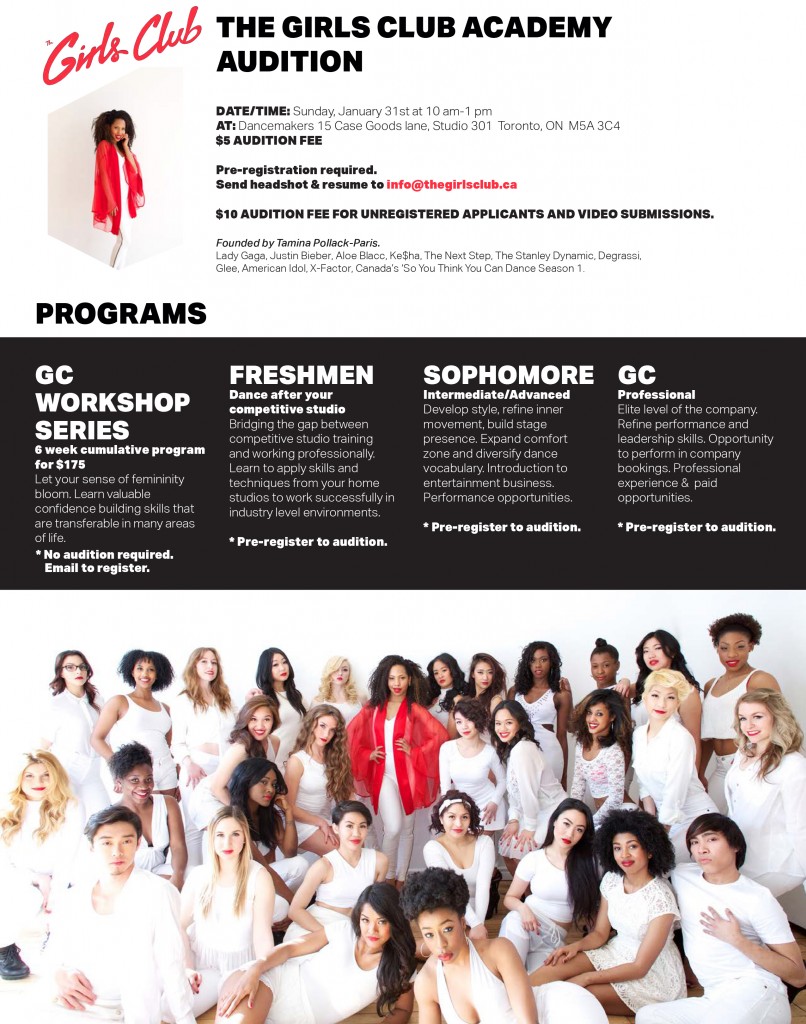 The
Girls Club
THE GIRLS CLUB ACADEMY
AUDITION
DATE/TIME: Sunday, January 31st at 10 am-1 pm
AT: Dancemakers 15 Case Goods lane, Studio 301  Toronto, ON  M5A 3C4
$5 AUDITION FEE
Pre-registration required.
Send headshot & resume to info@thegirlsclub.ca
$10 AUDITION FEE FOR UNREGISTERED APPLICANTS AND VIDEO SUBMISSIONS.
Founded by Tamina Pollack-Paris.
Lady Gaga, Justin Bieber, Aloe Blacc, Ke$ha, The Next Step, The Stanley Dynamic, Degrassi,
Glee, American Idol, X-Factor, Canada's 'So You Think You Can Dance Season 1.
PROGRAMS
GC
WORKSHOP
SERIES
6 week cumulative program
for $175
Let your sense of femininity
bloom. Learn valuable
confidence building skills that
are transferable in many areas
of life.
* No audition required.
Email to register.
FRESHMEN
Dance after your
competitive studio
Bridging the gap between
competitive studio training
and working professionally.
Learn to apply skills and
techniques from your home
studios to work successfully in
industry level environments.
* Pre-register to audition.
SOPHOMORE
Intermediate/Advanced
Develop style, refine inner
movement, build stage
presence. Expand comfort
zone and diversify dance
vocabulary. Introduction to
entertainment business.
Performance opportunities.
* Pre-register to audition.
GC
Professional
Elite level of the company.
Refine performance and
leadership skills. Opportunity
to perform in company
bookings. Professional
experience &  paid
opportunities.
* Pre-register to audition.